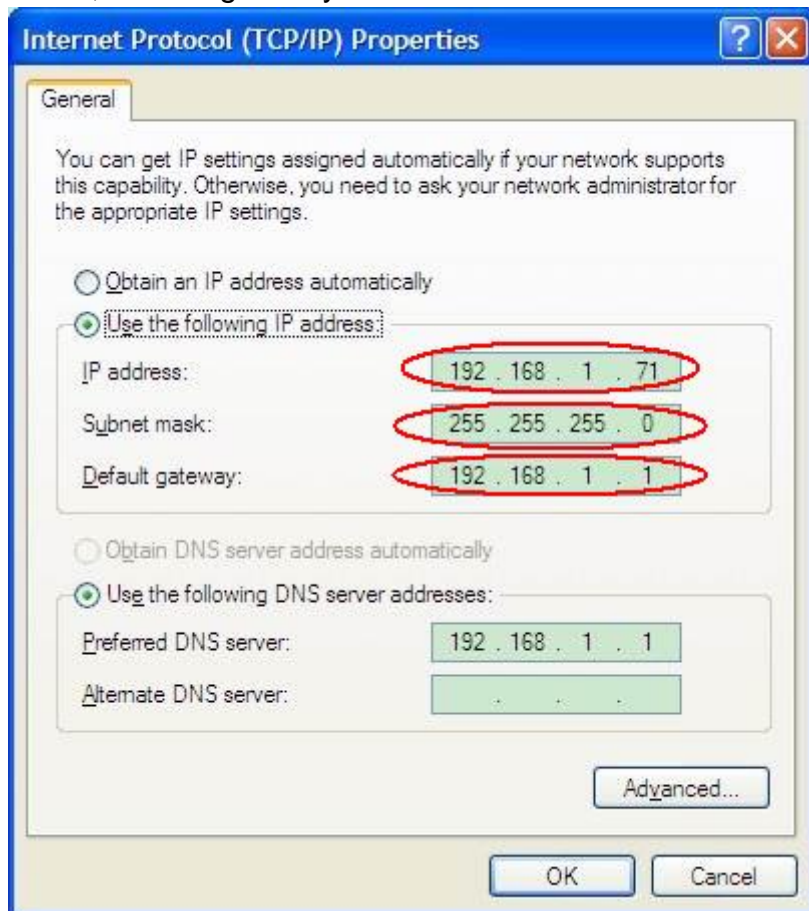 Internet Protocol (TCP/IP) Properties
General
You can get IP settings assigned automatically if your network supports
this capability. Otherwise, you need to ask your network administrator for
the appropriate IP settings.
Obtain an IP address automatically
Use the following IP address:
IP address: 192 . 168 . 1 . 71
Subnet mask: 255 . 255 . 255 . 0
Default gateway: 192 . 168 . 1 . 1
Obtain DNS server address automatically
Use the following DNS server addresses:
Preferred DNS server: 192 . 168 . 1 . 1
Alternate DNS server: . . .
Advanced...
OK Cancel